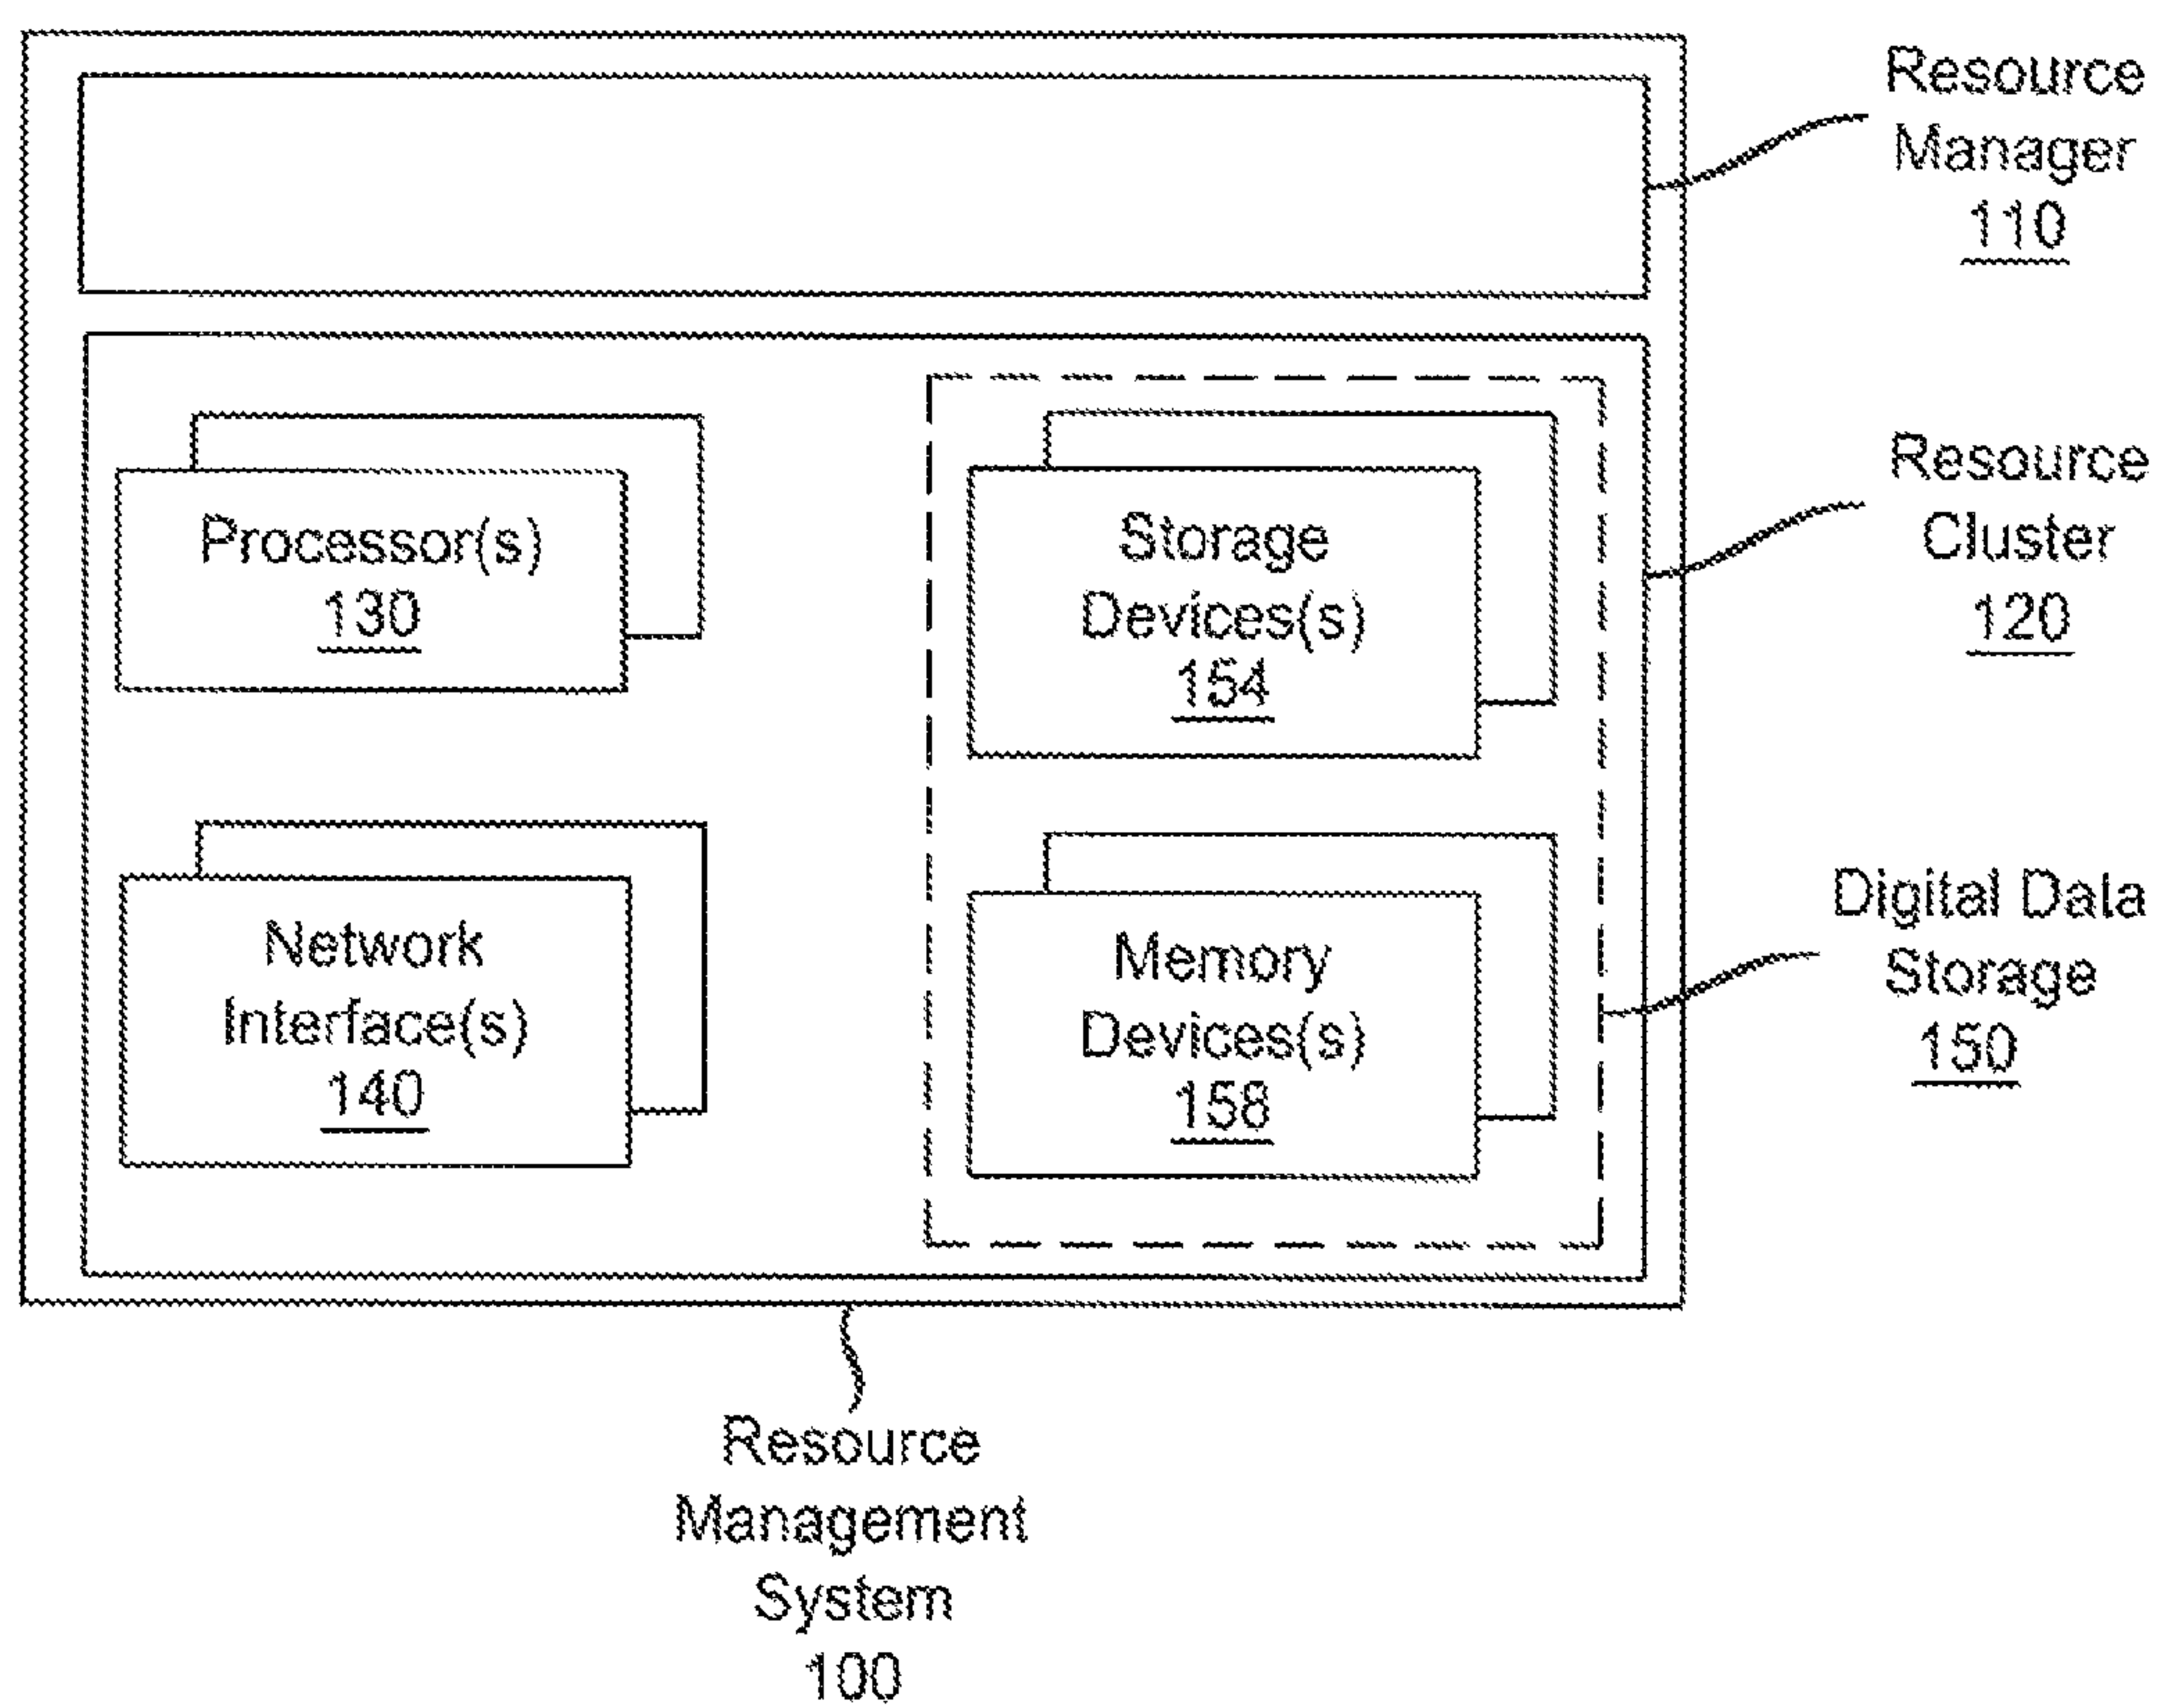 Resource
Manager
110
Processor(s)
130
Storage
Devices(s)
154
Resource
Cluster
120
Network
Interface(s)
140
Memory
Devices(s)
158
Digital Data
Storage
150
Resource
Management
System
100